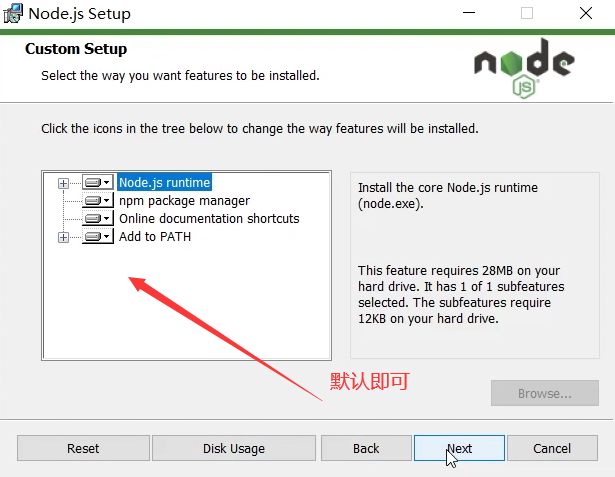 Node.js Setup
Custom Setup
Select the way you want features to be installed.
node
JS
Click the icons in the tree below to change the way features will be installed.
Node.js runtime
npm package manager
Online documentation shortcuts
Add to PATH
Install the core Node.js runtime
(node.exe).
This feature requires 28MB on your
hard drive. It has 1 of 1 subfeatures
selected. The subfeatures require
12KB on your hard drive.
默认即可
Browse...
Reset
Disk Usage
Back
Next
Cancel